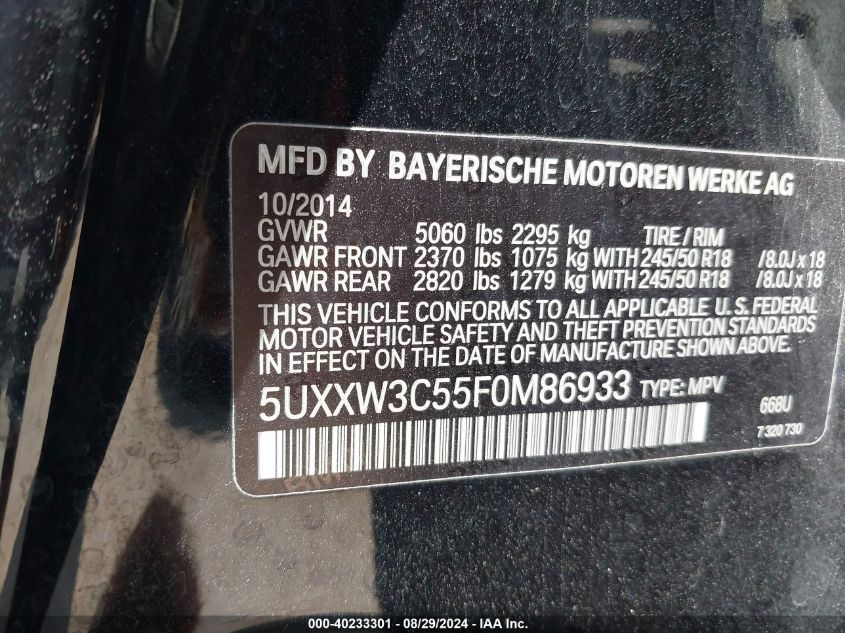 MFD BY BAYERISCHE MOTOREN WERKE AG
10/2014
GVWR 5060 lbs 2295 kg TIRE / RIM
GAWR FRONT 2370 lbs 1075 kg WITH 245/50 R18 /8.0J x 18
GAWR REAR 2820 lbs 1279 kg WITH 245/50 R18 /8.0J x 18
THIS VEHICLE CONFORMS TO ALL APPLICABLE U. S. FEDERAL
MOTOR VEHICLE SAFETY AND THEFT PREVENTION STANDARDS
IN EFFECT ON THE DATE OF MANUFACTURE SHOWN ABOVE.
5UXXW3C55F0M86933 TYPE: MPV
668U
7 320 730
000-40233301 - 08/29/2024 - IAA Inc.